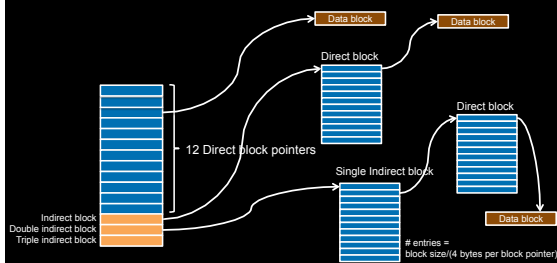 Data block
Data block
Direct block
Direct block
12 Direct block pointers
Single Indirect block
Indirect block
Double indirect block
Triple indirect block
Data block
# entries =
block size/(4 bytes per block pointer)